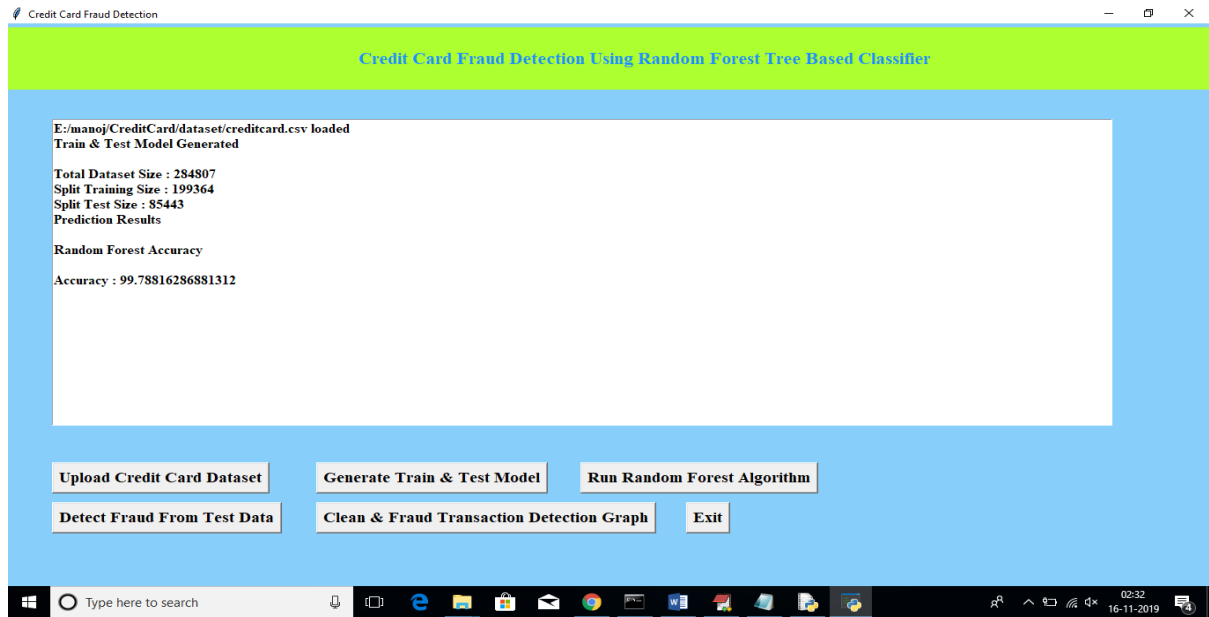 Credit Card Fraud Detection
Credit Card Fraud Detection Using Random Forest Tree Based Classifier
E:/manoj/CreditCard/dataset/creditcard.csv loaded
Train & Test Model Generated
Total Dataset Size : 284807
Split Training Size : 199364
Split Test Size : 85443
Prediction Results
Random Forest Accuracy
Accuracy : 99.78816286881312
Upload Credit Card Dataset
Generate Train & Test Model
Run Random Forest Algorithm
Detect Fraud From Test Data
Clean & Fraud Transaction Detection Graph
Exit
Type here to search
02:32
16-11-2019
4